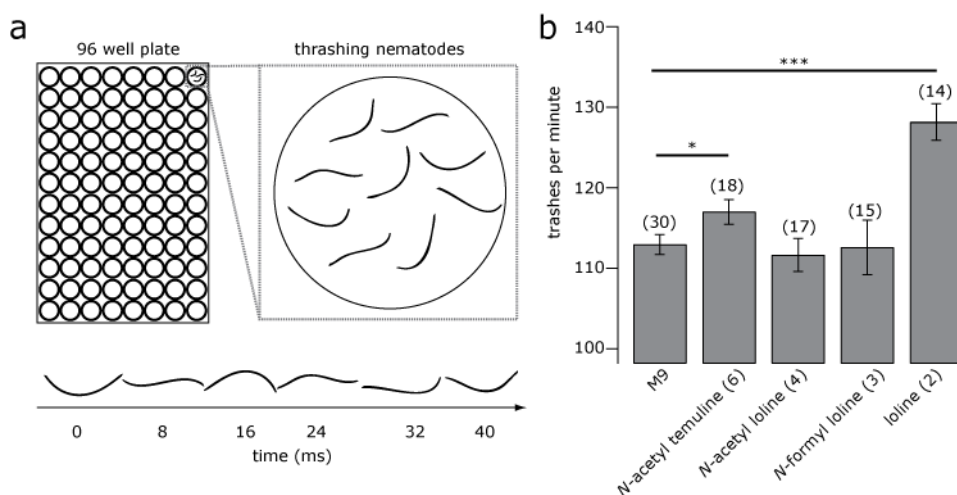 a
96 well plate
thrashing nematodes
0 8 16 24 32 40
time (ms)
b
trashes per minute
140
130
120
110
100
***
*
(30)
(18)
(17)
(15)
(14)
M9
N-acetyl temuline (6)
N-acetyl loline (4)
N-formyl loline (3)
loline (2)